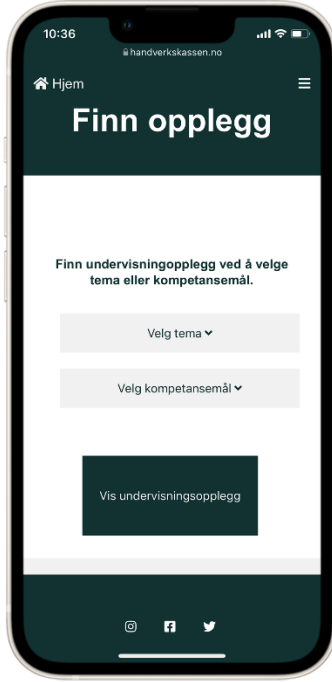 10:36
handverkskassen.no
Hjem
Finn opplegg
Finn undervisningopplegg ved å velge
tema eller kompetansemål.
Velg tema
Velg kompetansemål
Vis undervisningsopplegg